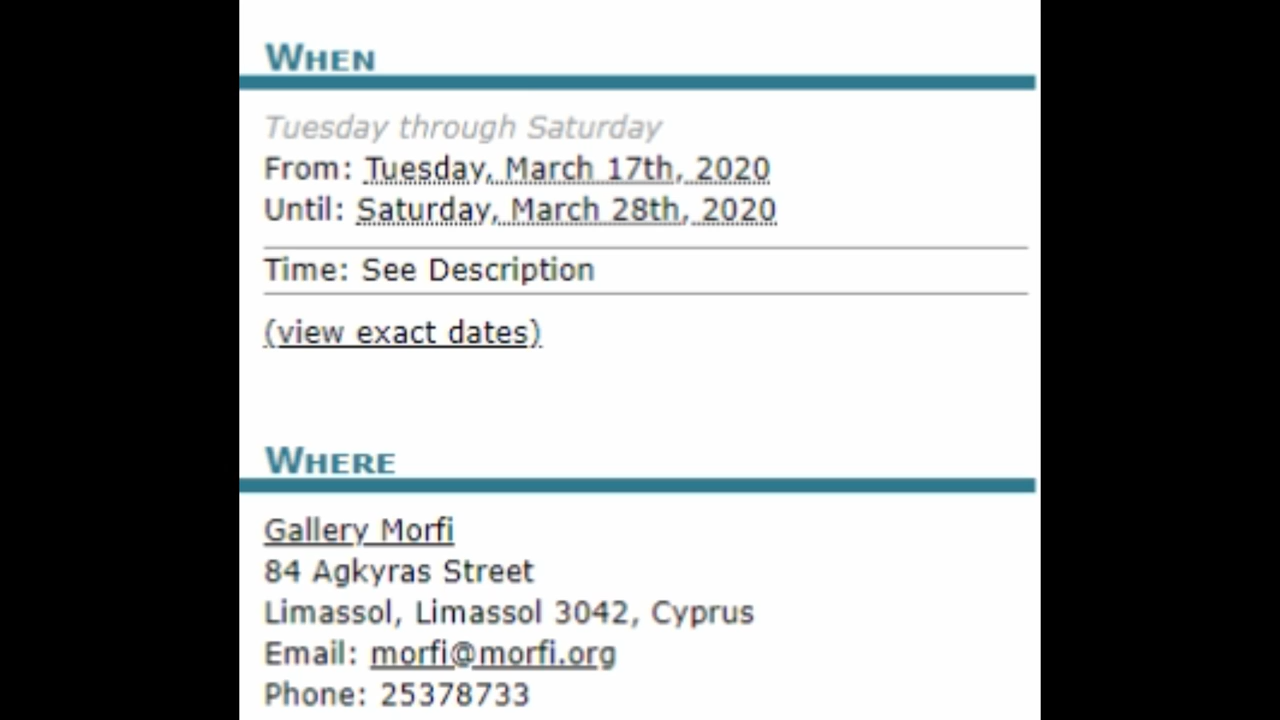 WHEN
Tuesday through Saturday
From: Tuesday, March 17th, 2020
Until: Saturday, March 28th, 2020
Time: See Description
(view exact dates)
WHERE
Gallery Morfi
84 Agkyras Street
Limassol, Limassol 3042, Cyprus
Email: morfi@morfi.org
Phone: 25378733